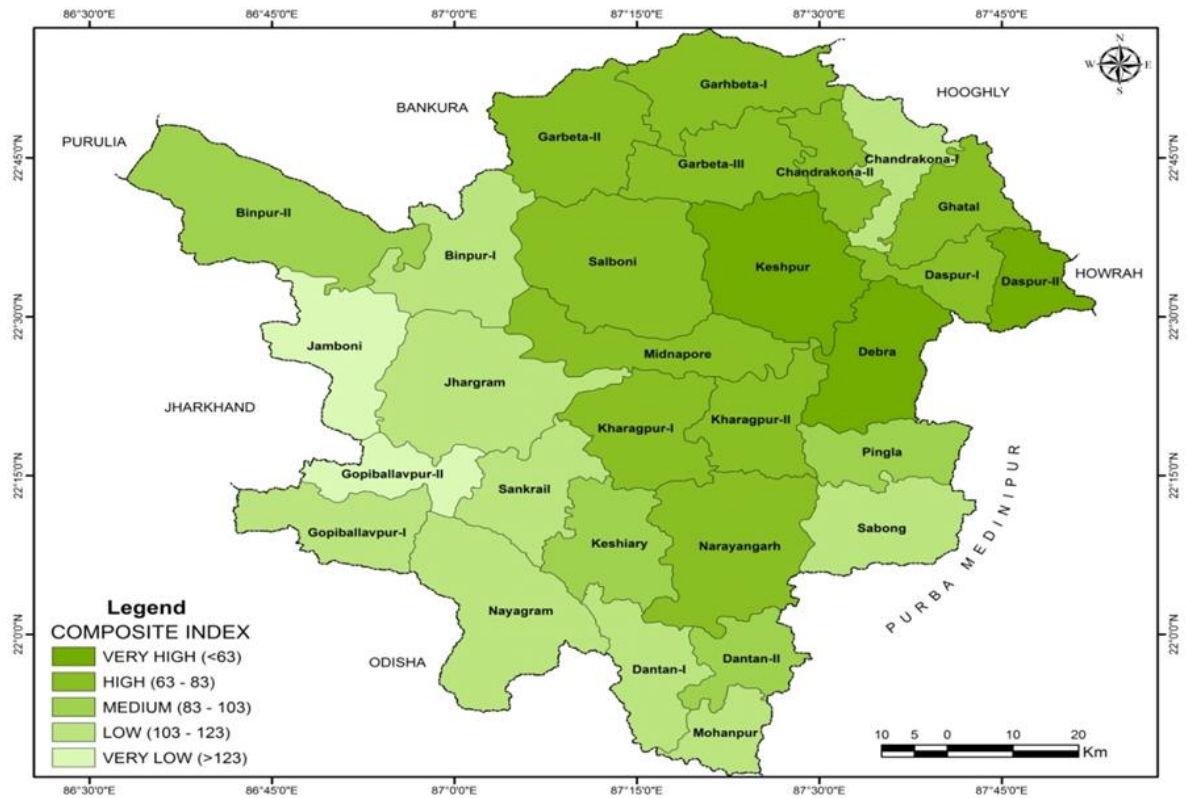 86°30'0"E 86°45'0"E 87°0'0"E 87°15'0"E 87°30'0"E 87°45'0"E
N
W E
S
Garhbeta-I
HOOGHLY
BANKURA
Garbeta-II
PURULIA
22°45'0"N 22°45'0"N
Garbeta-III
Chandrakona-I
Chandrakona-II
Binpur-II
Ghatal
Binpur-I
Salboni
Keshpur
Daspur-I
HOWRAH
Daspur-II
22°30'0"N 22°30'0"N
Jamboni
Midnapore
Debra
Jhargram
JHARKHAND
Kharagpur-I
Kharagpur-II
Pingla
22°15'0"N 22°15'0"N
Gopiballavpur-II
Sankrail
Sabong
Gopiballavpur-I
Keshiary
Narayangarh
PURBA MEDINIPUR
Nayagram
22°0'0"N 22°0'0"N
ODISHA
Dantan-I
Dantan-II
Mohanpur
Legend
COMPOSITE INDEX
VERY HIGH (<63)
HIGH (63 - 83)
MEDIUM (83 - 103)
LOW (103 - 123)
VERY LOW (>123)
10 5 0 10 20
Km
86°30'0"E 86°45'0"E 87°0'0"E 87°15'0"E 87°30'0"E 87°45'0"E